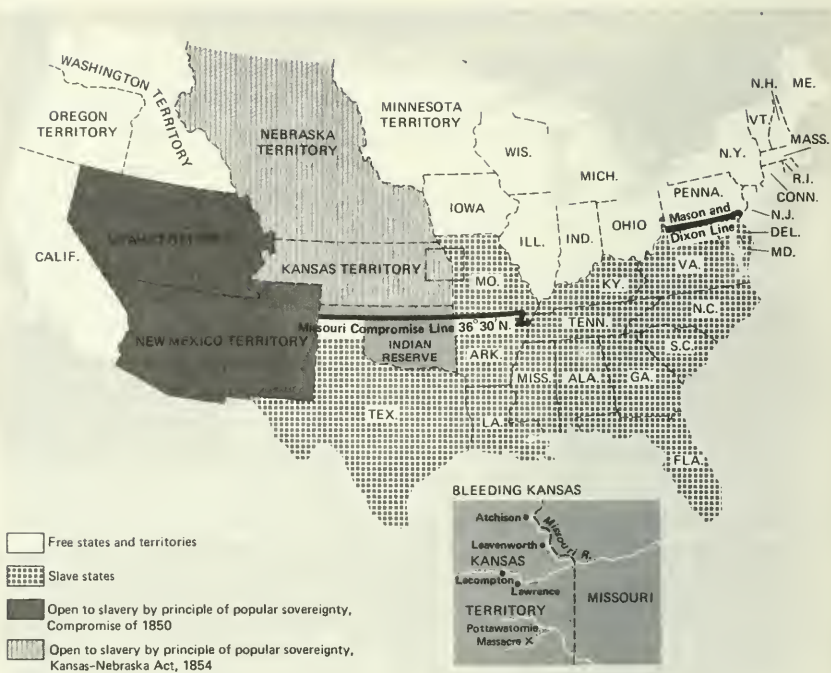 WASHINGTON TERRITORY
OREGON
TERRITORY
NEBRASKA
TERRITORY
MINNESOTA
TERRITORY
WIS.
MICH.
IOWA
ILL.
IND.
OHIO
PENNA.
N.Y.
VT.
N.H.
ME.
MASS.
R.I.
CONN.
N.J.
DEL.
MD.
Mason and
Dixon Line
CALIF.
KANSAS TERRITORY
MO.
KY.
VA.
N.C.
TENN.
S.C.
Missouri Compromise Line 36° 30' N.
NEW MEXICO TERRITORY
INDIAN
RESERVE
ARK.
MISS.
ALA.
GA.
TEX.
LA.
FLA.
BLEEDING KANSAS
Atchison
Missouri R.
Leavenworth
KANSAS
Lecompton
Lawrence
MISSOURI
TERRITORY
Pottawatomie
Massacre X
Free states and territories
Slave states
Open to slavery by principle of popular sovereignty,
Compromise of 1850
Open to slavery by principle of popular sovereignty,
Kansas-Nebraska Act, 1854